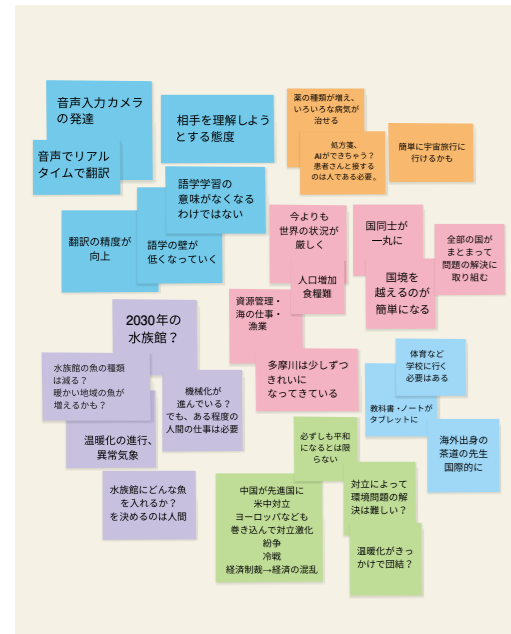 音声入力カメラ
の発達
音声でリアル
タイムで翻訳
相手を理解しよう
とする態度
語学学習の
意味がなくなる
わけではない
翻訳の精度が
向上
語学の壁が
低くなっていく
薬の種類が増え、
いろいろな病気が
治せる
処方箋、
AIができちゃう？
患者さんと接する
のは人である必要。
簡単に宇宙旅行に
行けるかも
今よりも
世界の状況が
厳しく
人口増加
食糧難
資源管理・
海の仕事・
漁業
多摩川は少しずつ
きれいに
なってきている
国同士が
一丸に
国境を
越えるのが
簡単になる
全部の国が
まとまって
問題の解決に
取り組む
2030年の
水族館？
水族館の魚の種類
は減る？
暖かい地域の魚が
増えるかも？
機械化が
進んでいる？
でも、ある程度の
人間の仕事は必要
温暖化の進行、
異常気象
水族館にどんな魚
を入れるか？
を決めるのは人間
体育など
学校に行く
必要はある
教科書・ノートが
タブレットに
海外出身の
茶道の先生
国際的に
必ずしも平和
になるとは限
らない
中国が先進国に
米中対立
ヨーロッパなども
巻き込んで対立激化
紛争
冷戦
経済制裁→経済の混乱
対立によって
環境問題の解
決は難しい？
温暖化がきっ
かけで団結？